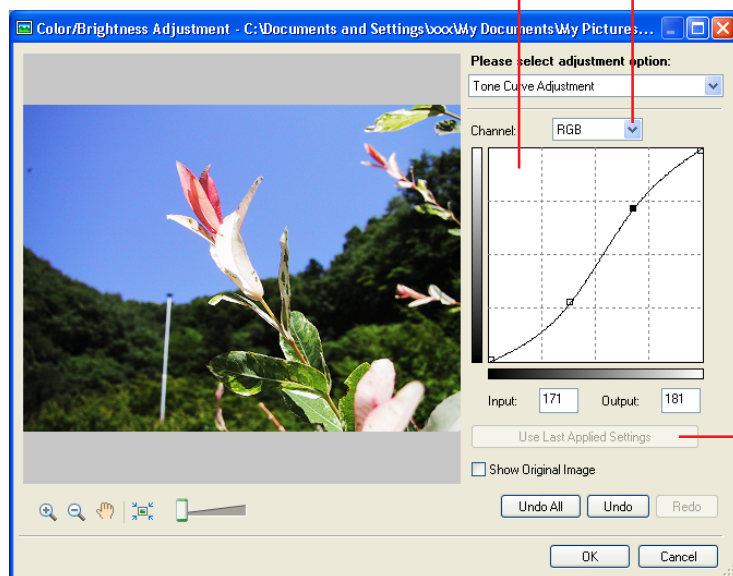 Color/Brightness Adjustment - C:\Documents and Settings\xxx\My Documents\My Pictures...
Please select adjustment option:
Tone Curve Adjustment
Channel: RGB
Input: 171 Output: 181
Use Last Applied Settings
Show Original Image
Undo All Undo Redo
OK Cancel